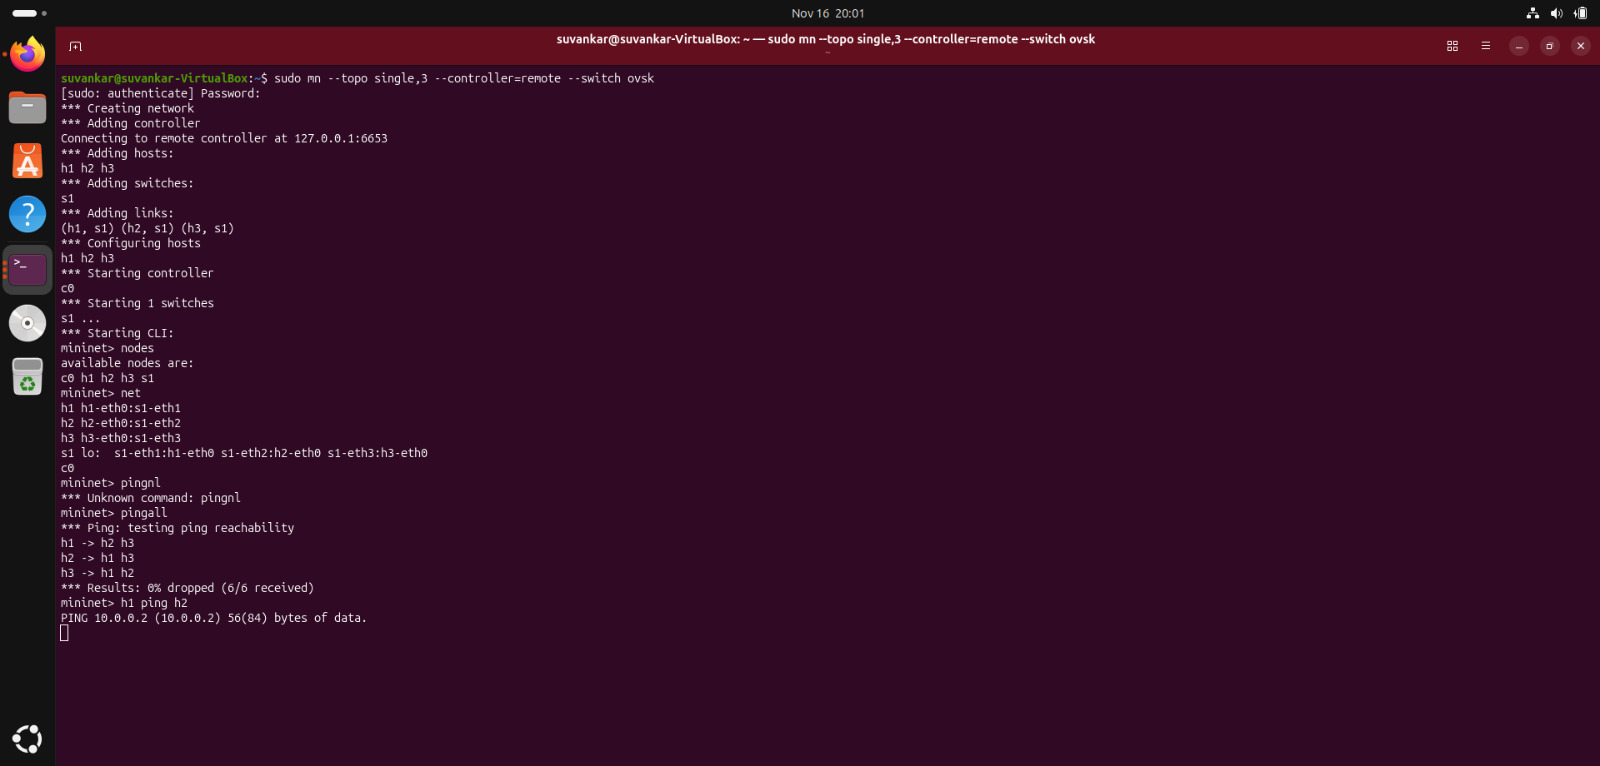 Nov 16 20:01
suvankar@suvankar-VirtualBox: ~ — sudo mn --topo single,3 --controller=remote --switch ovsk
suvankar@suvankar-VirtualBox:~$ sudo mn --topo single,3 --controller=remote --switch ovsk
[sudo: authenticate] Password:
*** Creating network
*** Adding controller
Connecting to remote controller at 127.0.0.1:6653
*** Adding hosts:
h1 h2 h3
*** Adding switches:
s1
*** Adding links:
(h1, s1) (h2, s1) (h3, s1)
*** Configuring hosts
h1 h2 h3
*** Starting controller
c0
*** Starting 1 switches
s1 ...
*** Starting CLI:
mininet> nodes
available nodes are:
c0 h1 h2 h3 s1
mininet> net
h1 h1-eth0:s1-eth1
h2 h2-eth0:s1-eth2
h3 h3-eth0:s1-eth3
s1 lo:  s1-eth1:h1-eth0 s1-eth2:h2-eth0 s1-eth3:h3-eth0
c0
mininet> pingnl
*** Unknown command: pingnl
mininet> pingall
*** Ping: testing ping reachability
h1 -> h2 h3
h2 -> h1 h3
h3 -> h1 h2
*** Results: 0% dropped (6/6 received)
mininet> h1 ping h2
PING 10.0.0.2 (10.0.0.2) 56(84) bytes of data.